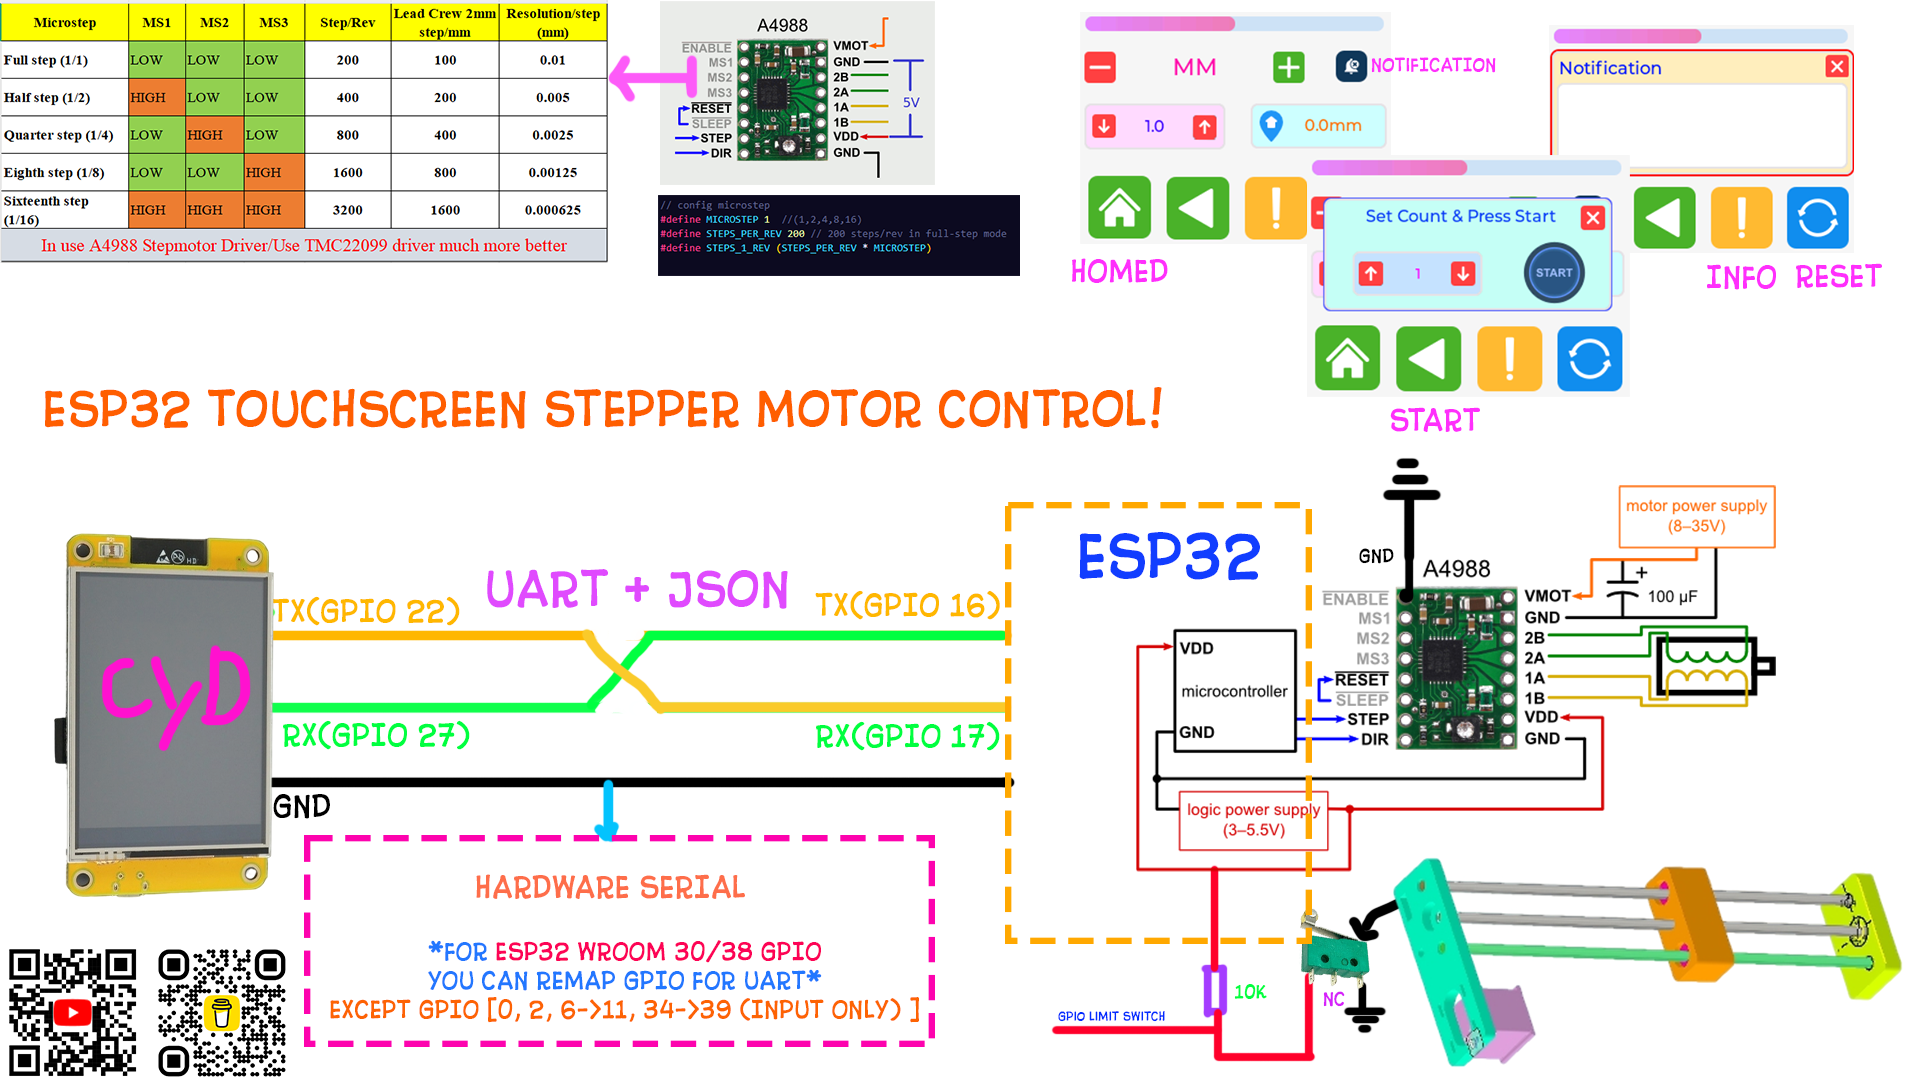 Microstep MS1 MS2 MS3 Step/Rev Lead Crew 2mm step/mm Resolution/step (mm)
Full step (1/1) LOW LOW LOW 200 100 0.01
Half step (1/2) HIGH LOW LOW 400 200 0.005
Quarter step (1/4) LOW HIGH LOW 800 400 0.0025
Eighth step (1/8) LOW LOW HIGH 1600 800 0.00125
Sixteenth step (1/16) HIGH HIGH HIGH 3200 1600 0.000625
In use A4988 Stepmotor Driver/Use TMC22099 driver much more better
A4988
ENABLE VMOT
MS1 GND
MS2 2B
MS3 2A
RESET 1A
SLEEP 1B
STEP VDD
DIR GND
5V
// config microstep
#define MICROSTEP 1 //(1,2,4,8,16)
#define STEPS_PER_REV 200 // 200 steps/rev in full-step mode
#define STEPS_1_REV (STEPS_PER_REV * MICROSTEP)
MM
NOTIFICATION
1.0
0.0mm
HOMED
Notification
INFO RESET
Set Count & Press Start
1
START
START
ESP32 TOUCHSCREEN STEPPER MOTOR CONTROL!
CYD
UART + JSON
TX(GPIO 22)
TX(GPIO 16)
RX(GPIO 27)
RX(GPIO 17)
GND
HARDWARE SERIAL
*FOR ESP32 WROOM 30/38 GPIO
YOU CAN REMAP GPIO FOR UART*
EXCEPT GPIO [0, 2, 6->11, 34->39 (INPUT ONLY) ]
ESP32
GND
A4988
motor power supply
(8–35V)
ENABLE VMOT
+
100 µF
MS1 GND
MS2 2B
MS3 2A
RESET 1A
SLEEP 1B
STEP VDD
DIR GND
VDD
microcontroller
GND
logic power supply
(3–5.5V)
10K
NC
GPIO LIMIT SWITCH